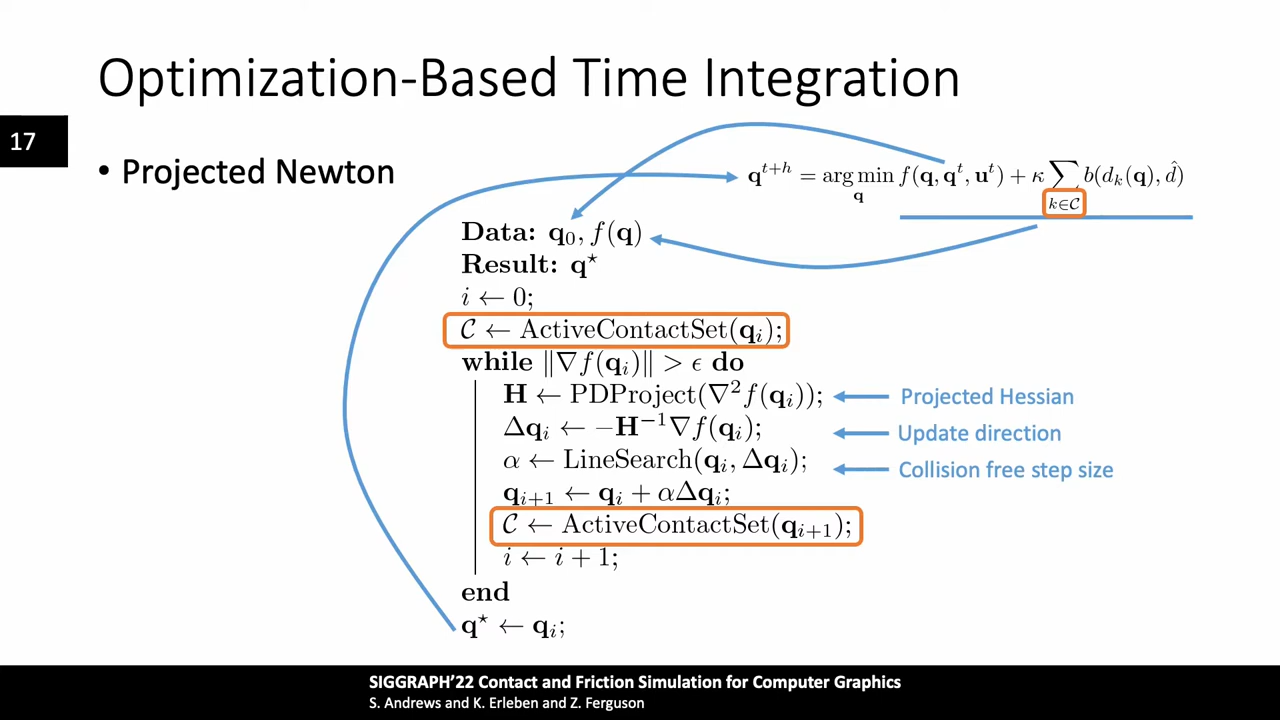 Optimization-Based Time Integration
17
• Projected Newton
q^{t+h} = arg min_q f(q, q^t, u^t) + κ ∑_{k∈𝒞} b(d_k(q), d̂)
Data: q_0, f(q)
Result: q^⋆
i ← 0;
𝒞 ← ActiveContactSet(q_i);
while ‖∇f(q_i)‖ > ϵ do
H ← PDProject(∇²f(q_i)); Projected Hessian
Δq_i ← −H^{−1}∇f(q_i); Update direction
α ← LineSearch(q_i, Δq_i); Collision free step size
q_{i+1} ← q_i + αΔq_i;
𝒞 ← ActiveContactSet(q_{i+1});
i ← i + 1;
end
q^⋆ ← q_i;
SIGGRAPH'22 Contact and Friction Simulation for Computer Graphics
S. Andrews and K. Erleben and Z. Ferguson